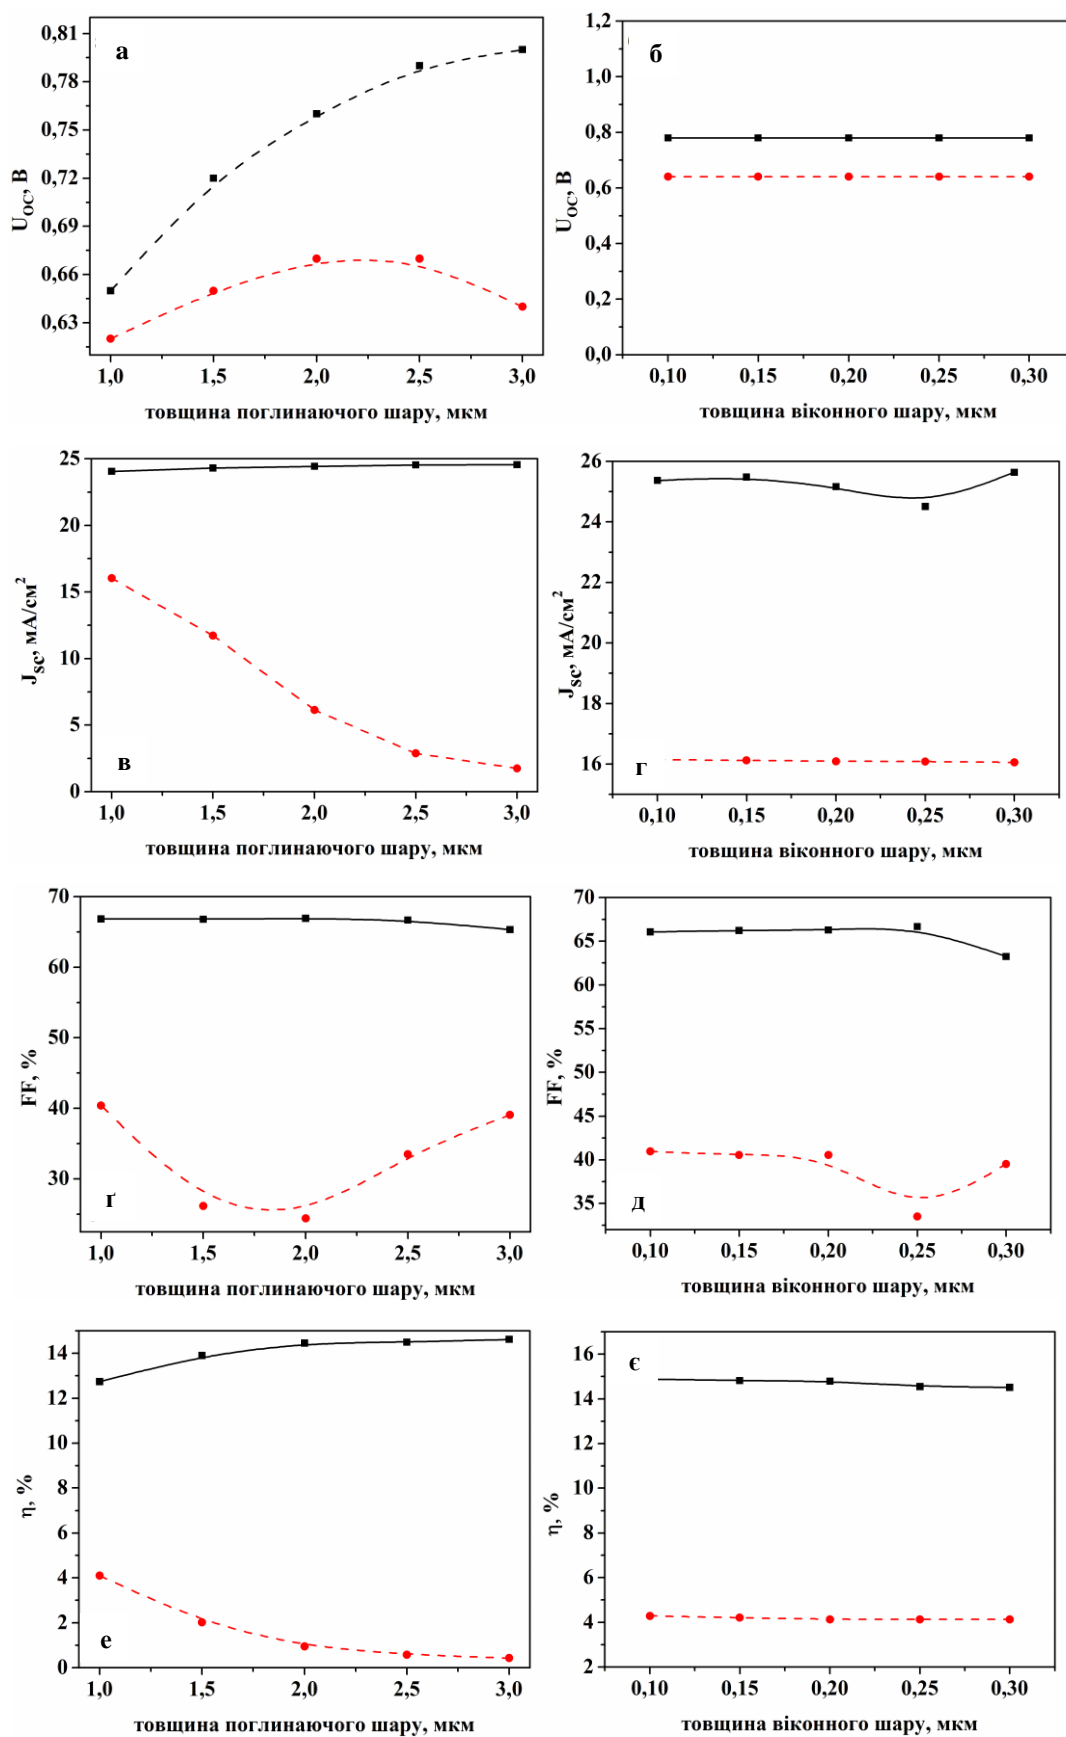 а
U_OC, В
0,81
0,78
0,75
0,72
0,69
0,66
0,63
1,0 1,5 2,0 2,5 3,0
товщина поглинаючого шару, мкм
б
U_OC, В
1,2
1,0
0,8
0,6
0,4
0,2
0,0
0,10 0,15 0,20 0,25 0,30
товщина віконного шару, мкм
в
J_SC, мА/см²
25
20
15
10
5
0
1,0 1,5 2,0 2,5 3,0
товщина поглинаючого шару, мкм
г
J_SC, мА/см²
26
24
22
20
18
16
0,10 0,15 0,20 0,25 0,30
товщина віконного шару, мкм
ґ
FF, %
70
60
50
40
30
1,0 1,5 2,0 2,5 3,0
товщина поглинаючого шару, мкм
д
FF, %
70
65
60
55
50
45
40
35
0,10 0,15 0,20 0,25 0,30
товщина віконного шару, мкм
е
η, %
14
12
10
8
6
4
2
0
1,0 1,5 2,0 2,5 3,0
товщина поглинаючого шару, мкм
є
η, %
16
14
12
10
8
6
4
2
0,10 0,15 0,20 0,25 0,30
товщина віконного шару, мкм